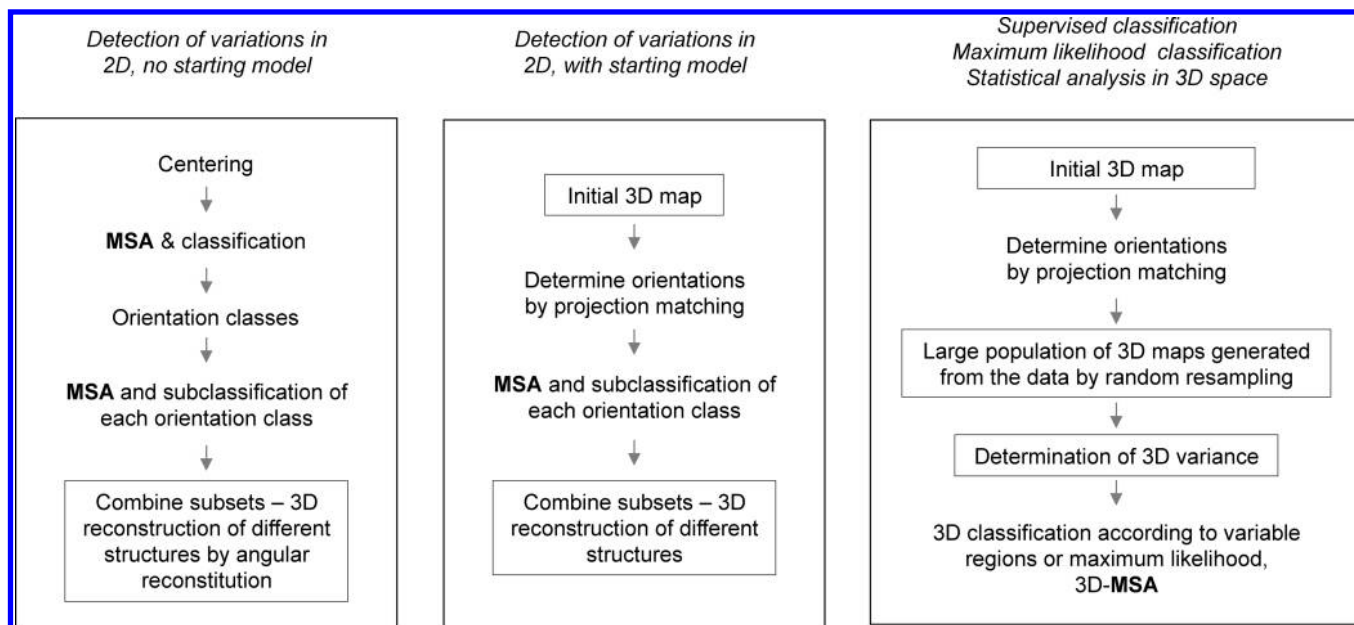 Detection of variations in
2D, no starting model
Centering
MSA & classification
Orientation classes
MSA and subclassification of
each orientation class
Combine subsets – 3D
reconstruction of different
structures by angular
reconstitution
Detection of variations in
2D, with starting model
Initial 3D map
Determine orientations
by projection matching
MSA and subclassification of
each orientation class
Combine subsets – 3D
reconstruction of different
structures
Supervised classification
Maximum likelihood classification
Statistical analysis in 3D space
Initial 3D map
Determine orientations
by projection matching
Large population of 3D maps generated
from the data by random resampling
Determination of 3D variance
3D classification according to variable
regions or maximum likelihood,
3D-MSA